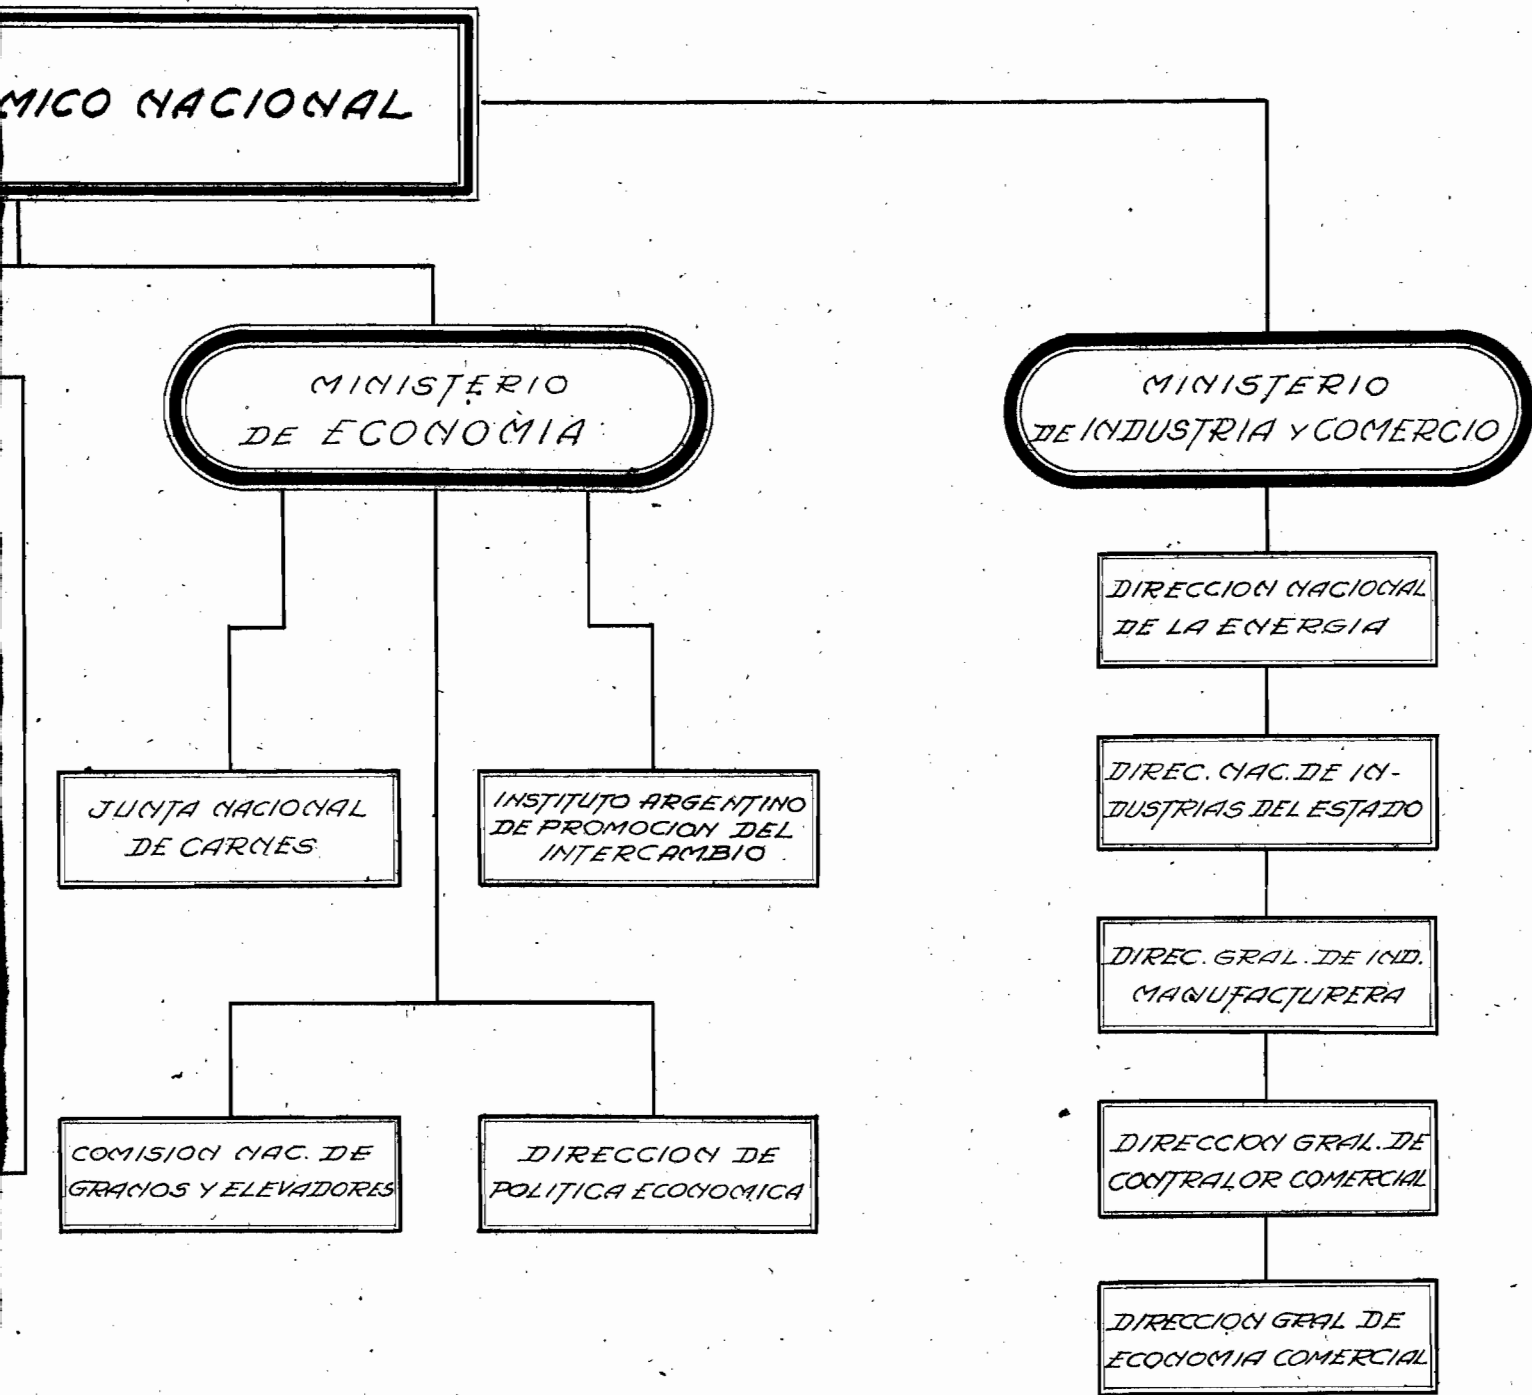 MICO NACIONAL
MINISTERIO
DE ECONOMIA
MINISTERIO
DE INDUSTRIA Y COMERCIO
DIRECCION NACIONAL
DE LA ENERGIA
DIREC. NAC. DE IN-
DUSTRIAS DEL ESTADO
JUNTA NACIONAL
DE CARNES
INSTITUTO ARGENTINO
DE PROMOCION DEL
INTERCAMBIO
DIREC. GRAL. DE IND.
MANUFACTURERA
COMISION NAC. DE
GRANOS Y ELEVADORES
DIRECCION DE
POLITICA ECONOMICA
DIRECCION GRAL. DE
CONTRALOR COMERCIAL
DIRECCION GRAL DE
ECONOMIA COMERCIAL